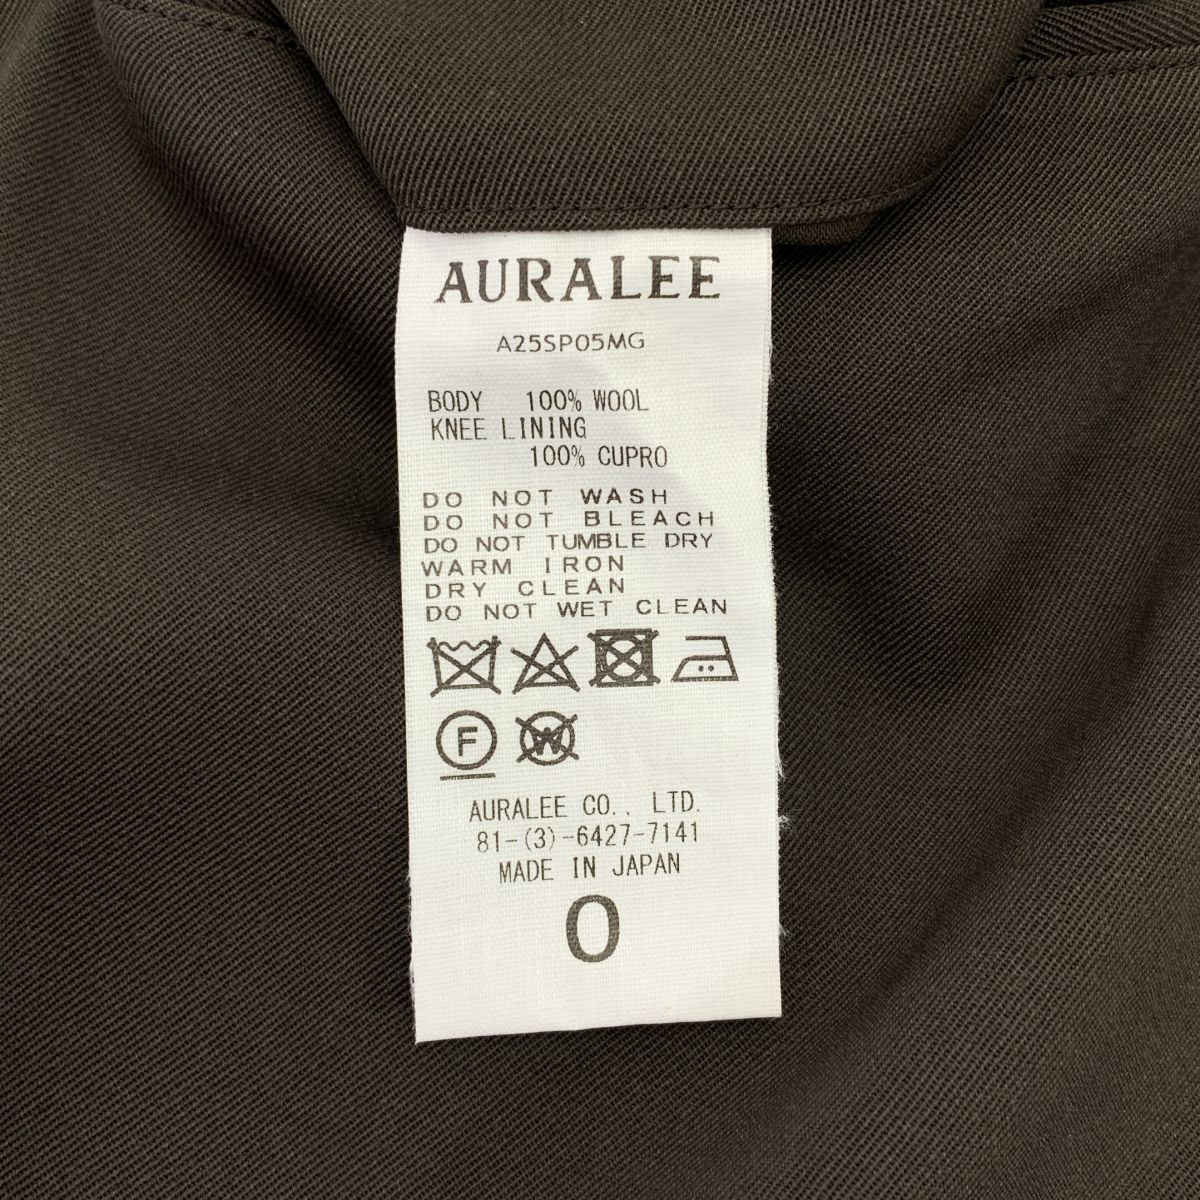 AURALEE
A25SP05MG
BODY 100% WOOL
KNEE LINING
100% CUPRO
DO NOT WASH
DO NOT BLEACH
DO NOT TUMBLE DRY
WARM IRON
DRY CLEAN
DO NOT WET CLEAN
F W
AURALEE CO., LTD.
81-(3)-6427-7141
MADE IN JAPAN
0